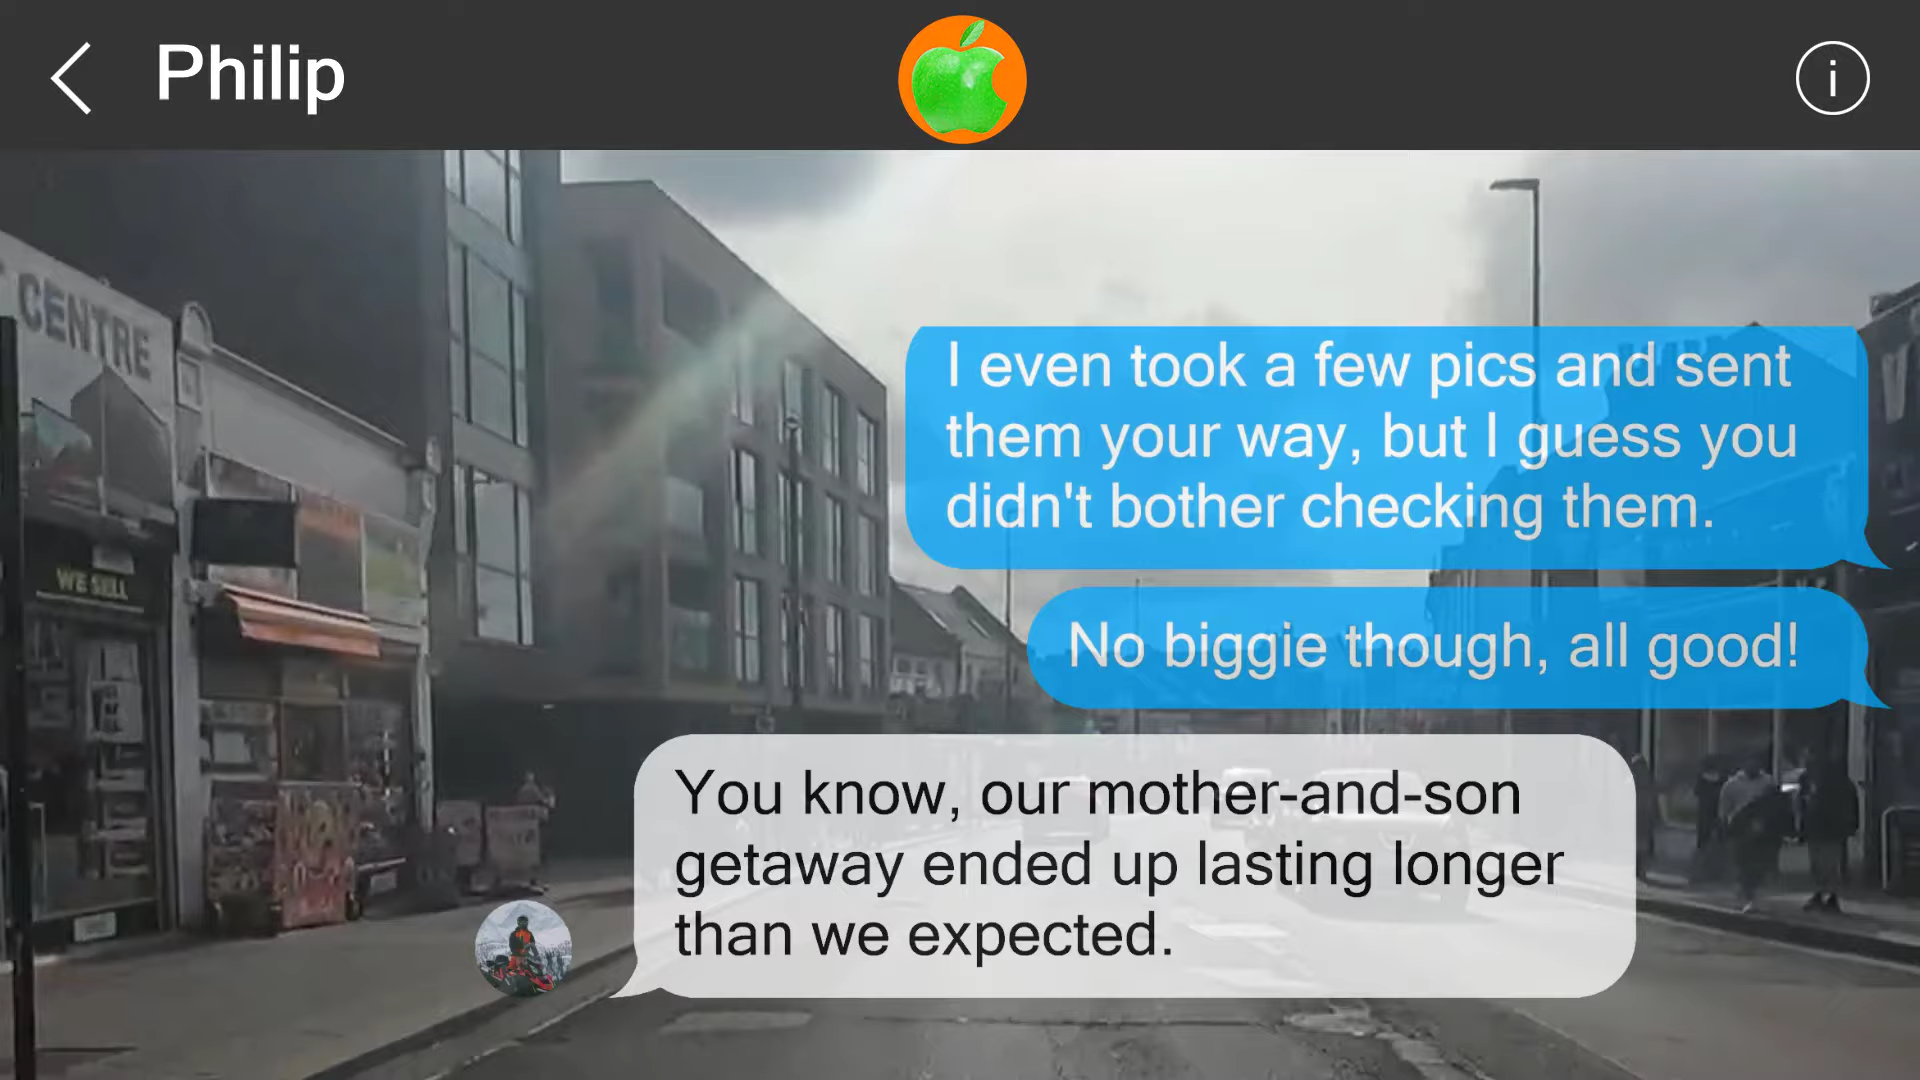 Philip
i
CENTRE
WE SELL
I even took a few pics and sent
them your way, but I guess you
didn't bother checking them.
No biggie though, all good!
You know, our mother-and-son
getaway ended up lasting longer
than we expected.